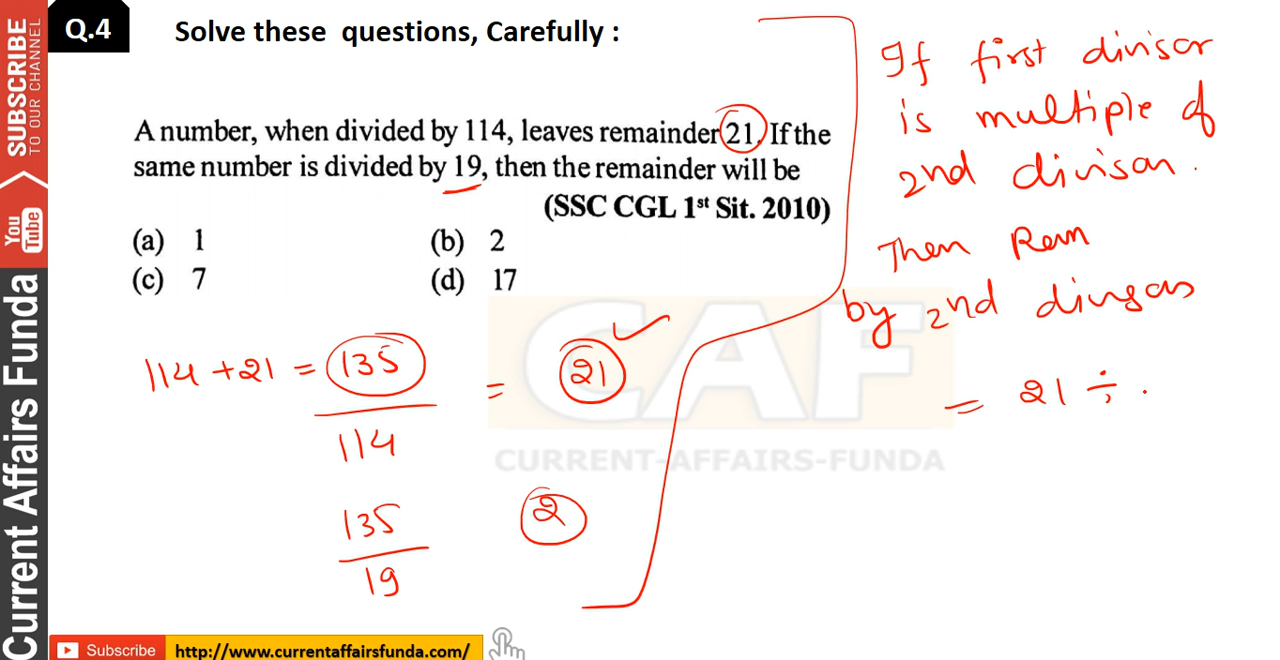 Q.4
Solve these questions, Carefully :
A number, when divided by 114, leaves remainder 21. If the
same number is divided by 19, then the remainder will be
(SSC CGL 1st Sit. 2010)
(a) 1
(b) 2
(c) 7
(d) 17
114 + 21 = 135
114
= 21
135
19
2
If first divisor
is multiple of
2nd divisor.
Then Rem
by 2nd divisor
= 21 ÷ .
CAF
CURRENT-AFFAIRS-FUNDA
SUBSCRIBE
TO OUR CHANNEL
You
Tube
Current Affairs Funda
Subscribe
http://www.currentaffairsfunda.com/